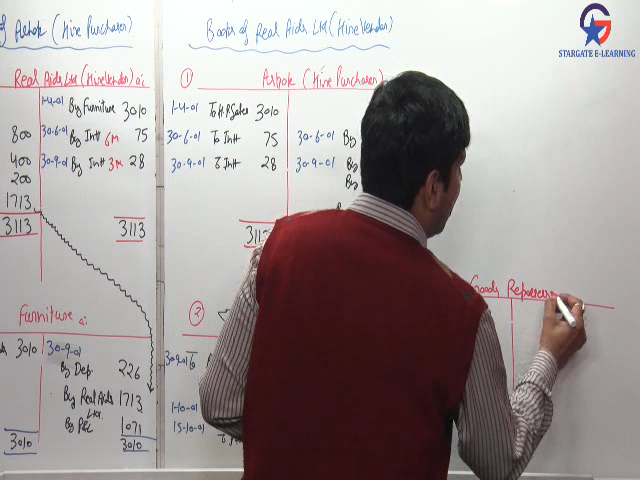 of Ashok (Hire Purchaser)
Real Aids Ltd (Hire Vendor) a/c
1-4-01 By Furniture 3010
800 30-6-01 By Intt 6M 75
400 30-9-01 By Intt 3M 28
200
1713
3113 3113
Furniture a/c
3010 30-9-01
By Dep. 226
By Real Aids Ltd. 1713
By P&L 1071
3010 3010
Books of Real Aids Ltd (Hire Vendor)
① Ashok (Hire Purchaser)
1-4-01 To H.P. Sales 3010
30-6-01 To Intt 75 30-6-01 By
30-9-01 To Intt 28 30-9-01 By
By
②
30-9-01 To
1-10-01
15-10-01
Goods
STARGATE E-LEARNING